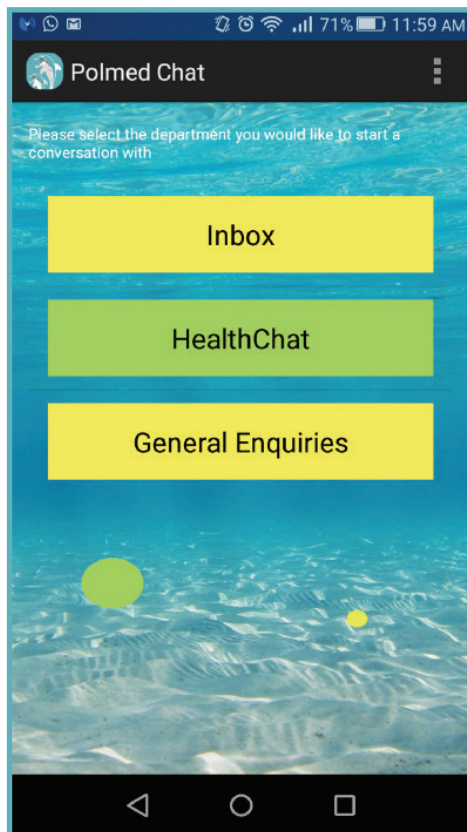 71% 11:59 AM
Polmed Chat
Please select the department you would like to start a
conversation with
Inbox
HealthChat
General Enquiries